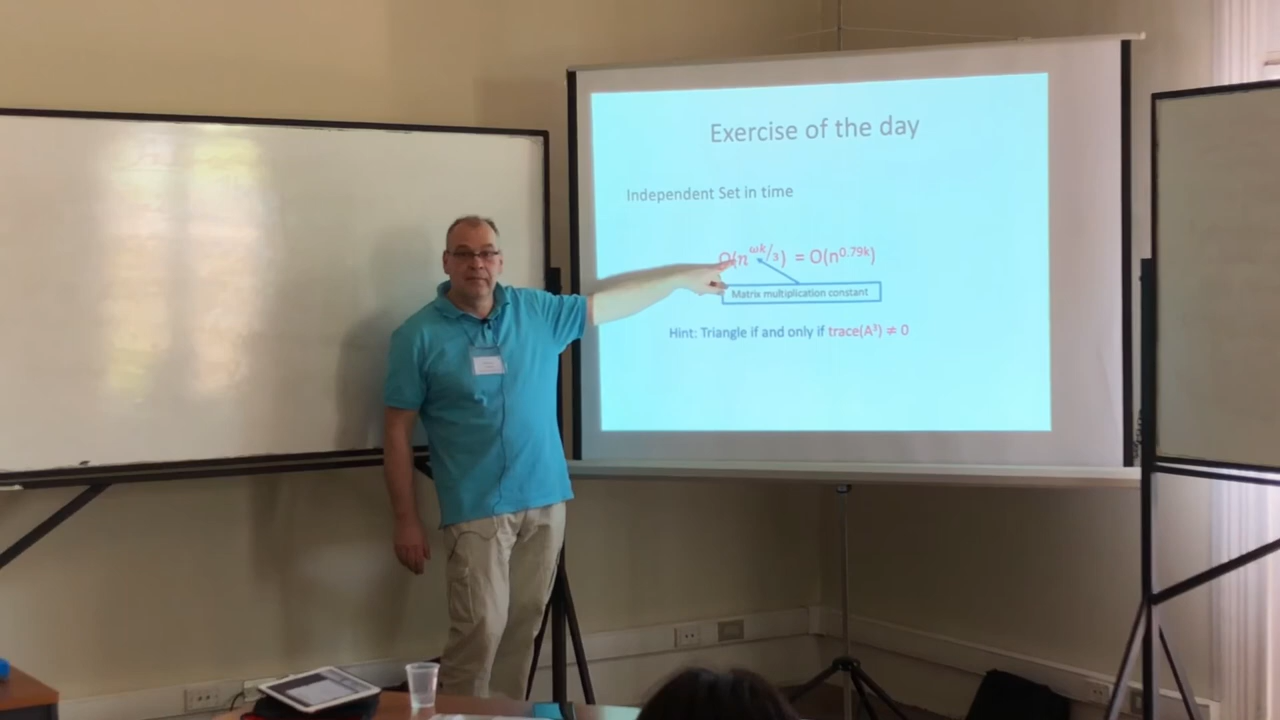 Exercise of the day
Independent Set in time
O(n^{ωk/3}) = O(n^{0.79k})
Matrix multiplication constant
Hint: Triangle if and only if trace(A³) ≠ 0